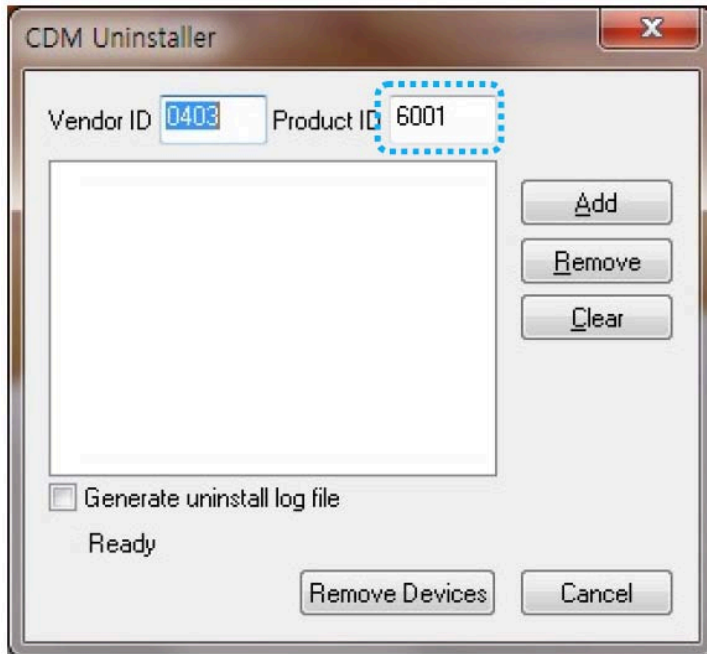 CDM Uninstaller
Vendor ID 0403 Product ID 6001
Add
Remove
Clear
Generate uninstall log file
Ready
Remove Devices Cancel